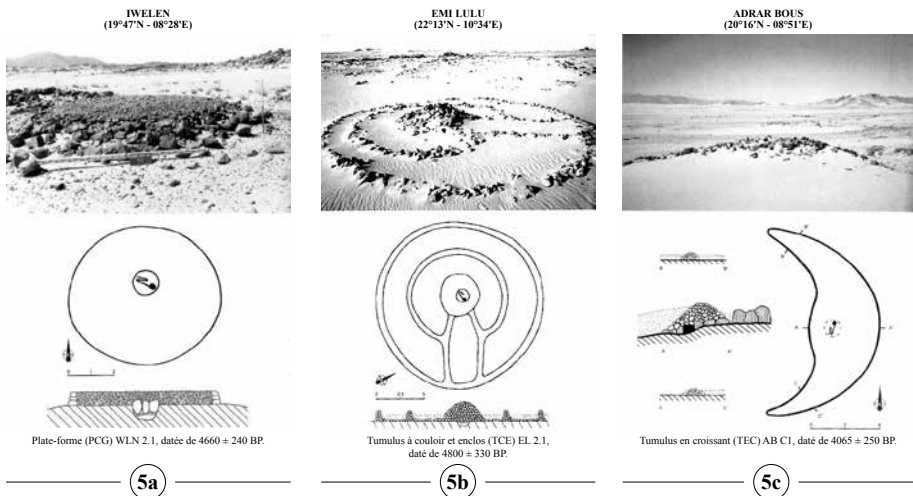 IWELEN
(19°47'N - 08°28'E)
EMI LULU
(22°13'N - 10°34'E)
ADRAR BOUS
(20°16'N - 08°51'E)
Plate-forme (PCG) WLN 2.1, datée de 4660 ± 240 BP.
Tumulus à couloir et enclos (TCE) EL 2.1,
daté de 4800 ± 330 BP.
Tumulus en croissant (TEC) AB C1, daté de 4065 ± 250 BP.
5a
5b
5c